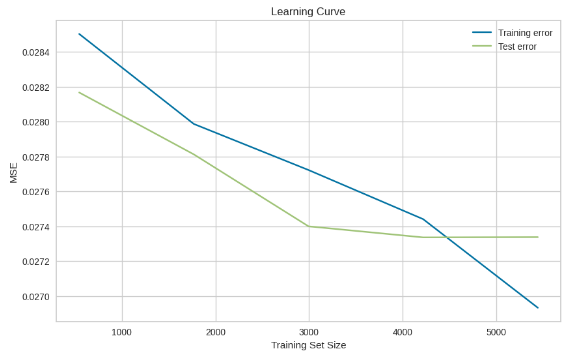 Learning Curve
Training error
Test error
0.0284
0.0282
0.0280
0.0278
0.0276
0.0274
0.0272
0.0270
MSE
1000 2000 3000 4000 5000
Training Set Size